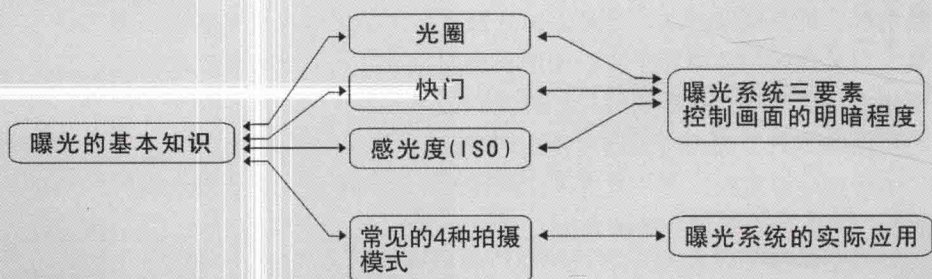 光圈
快门
曝光系统三要素
控制画面的明暗程度
曝光的基本知识
感光度(ISO)
常见的4种拍摄
模式
曝光系统的实际应用